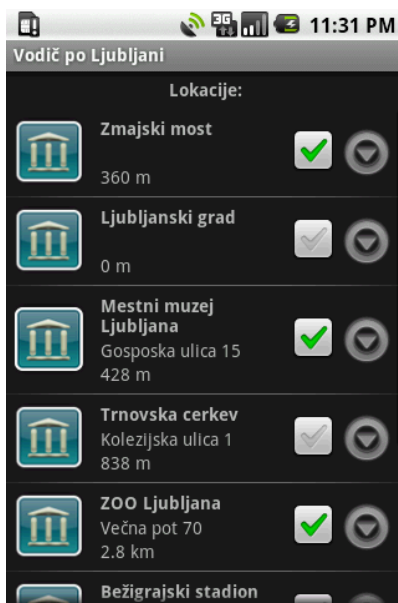 3G 11:31 PM
Vodič po Ljubljani
Lokacije:
Zmajski most
360 m
Ljubljanski grad
0 m
Mestni muzej
Ljubljana
Gosposka ulica 15
428 m
Trnovska cerkev
Kolezijska ulica 1
838 m
ZOO Ljubljana
Večna pot 70
2.8 km
Bežigrajski stadion